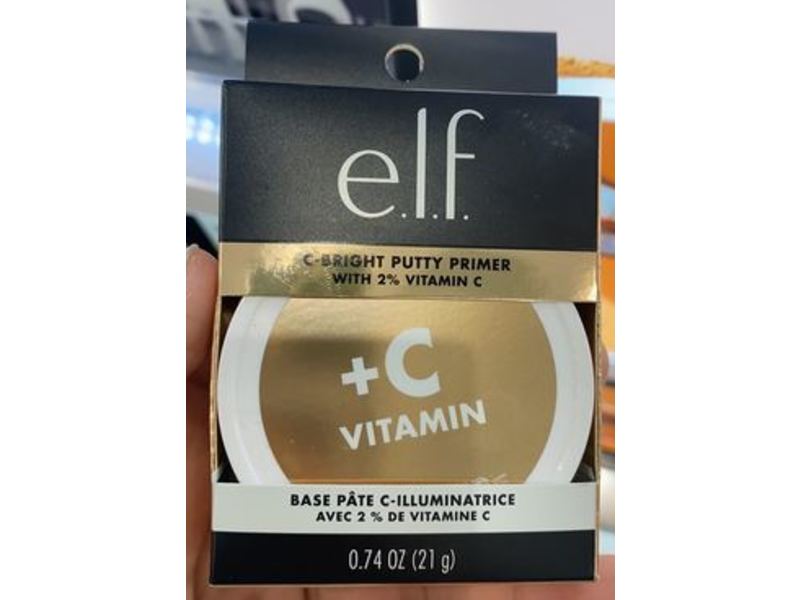 e.l.f.
C-BRIGHT PUTTY PRIMER
WITH 2% VITAMIN C
+C
VITAMIN
BASE PÂTE C-ILLUMINATRICE
AVEC 2 % DE VITAMINE C
0.74 OZ (21 g)